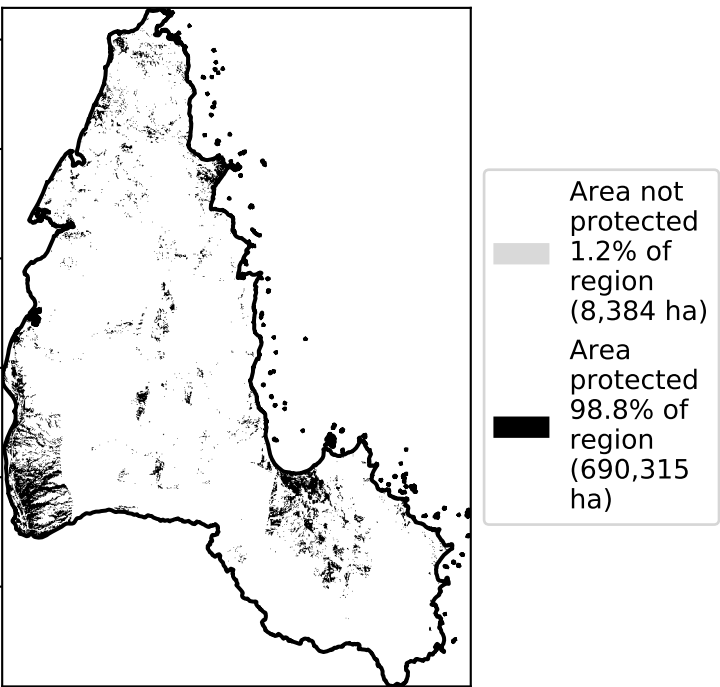 Area not
protected
1.2% of
region
(8,384 ha)
Area
protected
98.8% of
region
(690,315
ha)